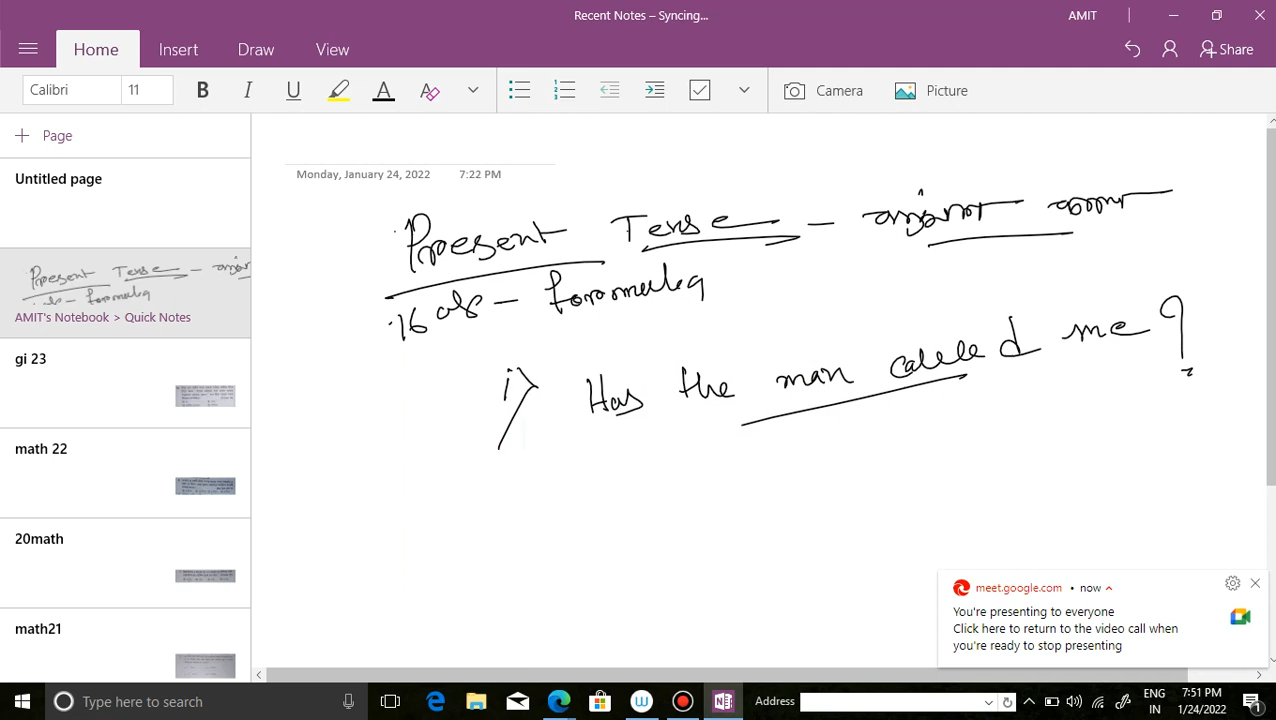 Recent Notes – Syncing...
AMIT
Home Insert Draw View
Share
Calibri 11 B I U A
Camera Picture
+ Page
Untitled page
Present Tense –
formula
AMIT's Notebook > Quick Notes
gi 23
math 22
20math
math21
Monday, January 24, 2022 7:22 PM
Present Tense –
16 – formula
i) Has the man called me ?
meet.google.com • now
You're presenting to everyone
Click here to return to the video call when
you're ready to stop presenting
Type here to search
Address
ENG
IN
7:51 PM
1/24/2022
1